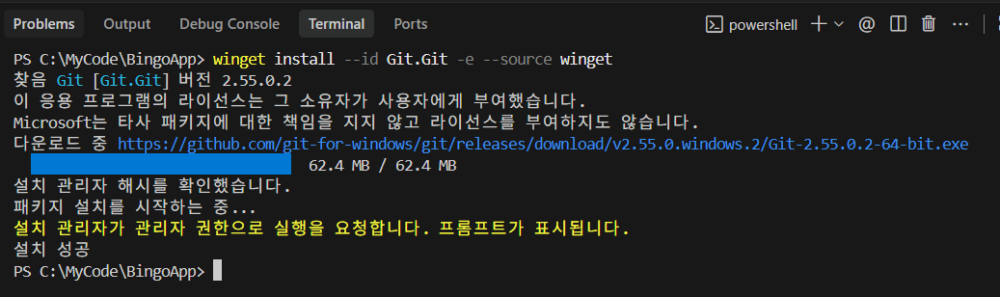 Problems Output Debug Console Terminal Ports powershell
PS C:\MyCode\BingoApp> winget install --id Git.Git -e --source winget
찾음 Git [Git.Git] 버전 2.55.0.2
이 응용 프로그램의 라이선스는 그 소유자가 사용자에게 부여했습니다.
Microsoft는 타사 패키지에 대한 책임을 지지 않고 라이선스를 부여하지도 않습니다.
다운로드 중 https://github.com/git-for-windows/git/releases/download/v2.55.0.windows.2/Git-2.55.0.2-64-bit.exe
62.4 MB / 62.4 MB
설치 관리자 해시를 확인했습니다.
패키지 설치를 시작하는 중...
설치 관리자가 관리자 권한으로 실행을 요청합니다. 프롬프트가 표시됩니다.
설치 성공
PS C:\MyCode\BingoApp>